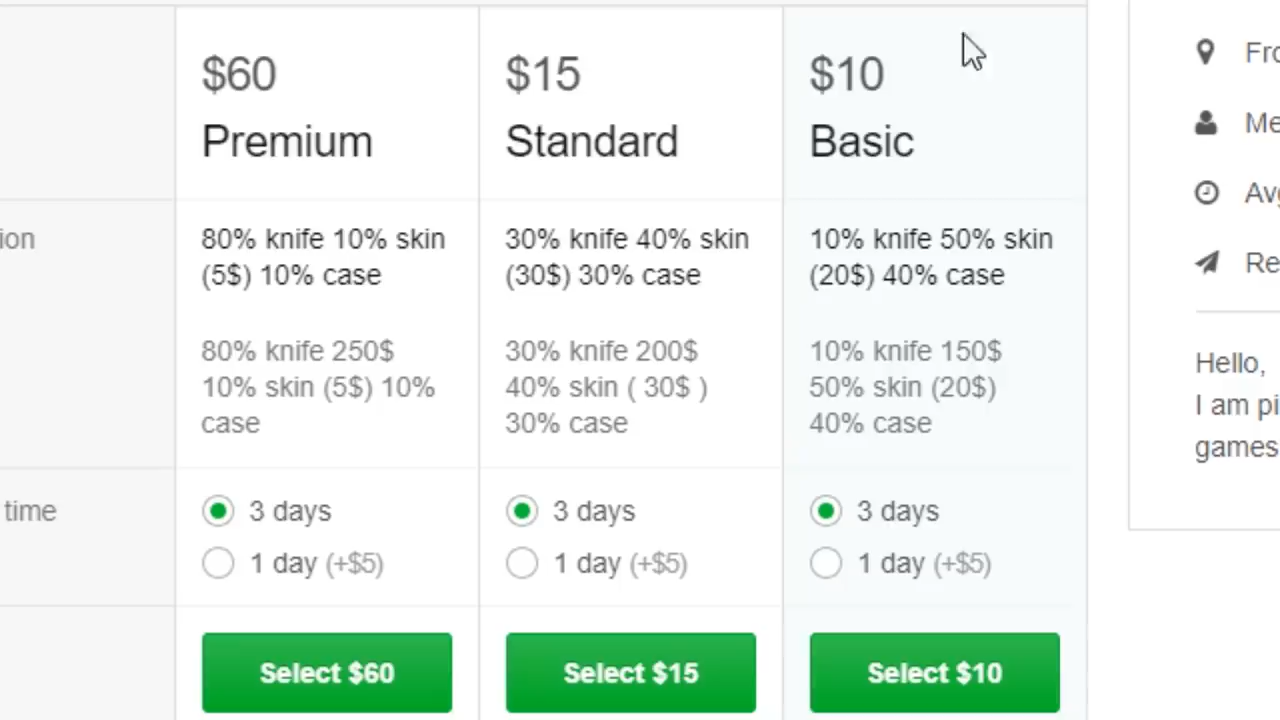 $60
Premium
$15
Standard
$10
Basic
80% knife 10% skin
(5$) 10% case
80% knife 250$
10% skin (5$) 10%
case
30% knife 40% skin
(30$) 30% case
30% knife 200$
40% skin ( 30$ )
30% case
10% knife 50% skin
(20$) 40% case
10% knife 150$
50% skin (20$)
40% case
time
3 days
1 day (+$5)
3 days
1 day (+$5)
3 days
1 day (+$5)
Select $60
Select $15
Select $10
Hello,
I am
games